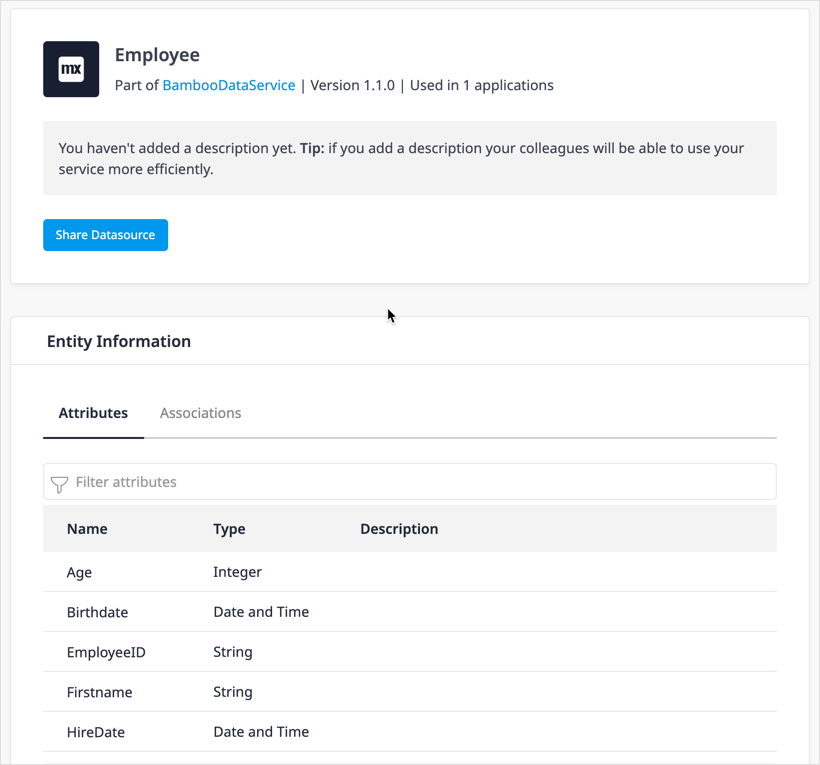 mx
Employee
Part of BambooDataService | Version 1.1.0 | Used in 1 applications
You haven't added a description yet. Tip: if you add a description your colleagues will be able to use your
service more efficiently.
Share Datasource
Entity Information
Attributes Associations
Filter attributes
Name Type Description
Age Integer
Birthdate Date and Time
EmployeeID String
Firstname String
HireDate Date and Time